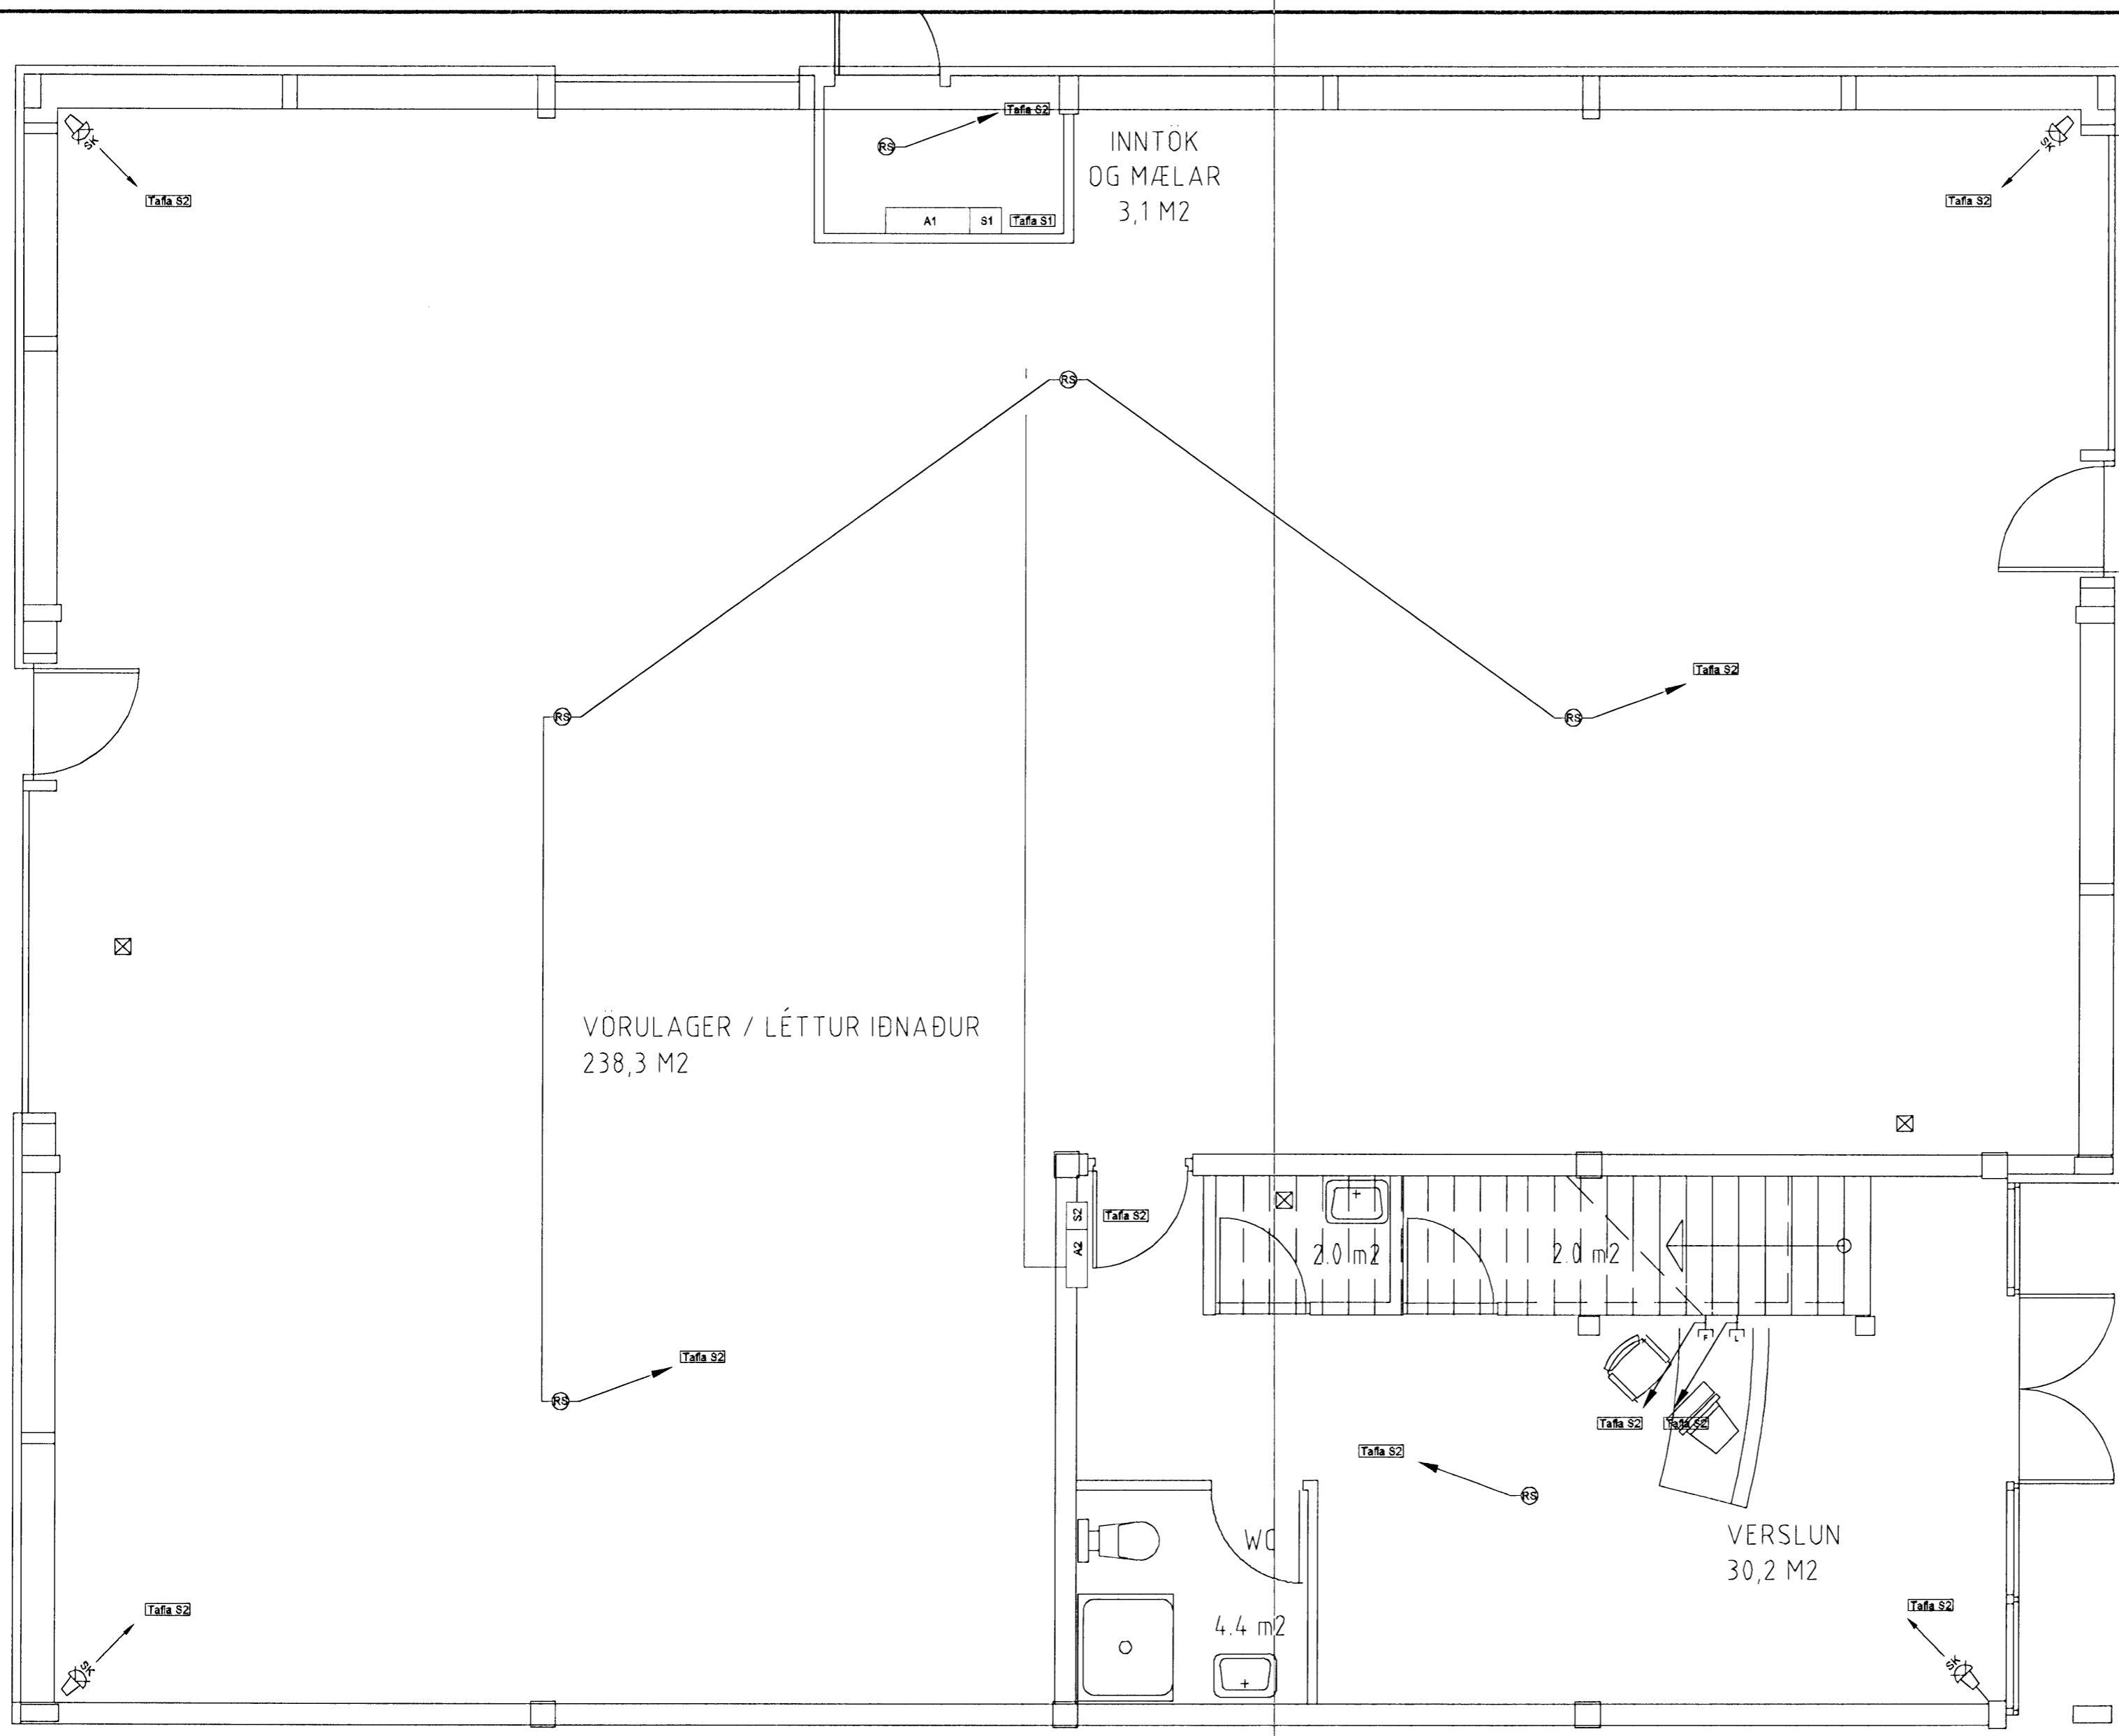 Tafla S2
RS
INNTÖK
OG MÆLAR
3,1 M2
SK
Tafla S2
SK
Tafla S2
A1
S1
Tafla S1
RS
RS
RS
Tafla S2
VÖRULAGER / LÉTTUR IÐNAÐUR
238,3 M2
S2
A2
Tafla S2
2.0 m2
2.0 m2
F
L
RS
Tafla S2
Tafla S2
Tafla S2
Tafla S2
RS
WC
VERSLUN
30,2 M2
4.4 m2
Tafla S2
SK
Tafla S2
SK